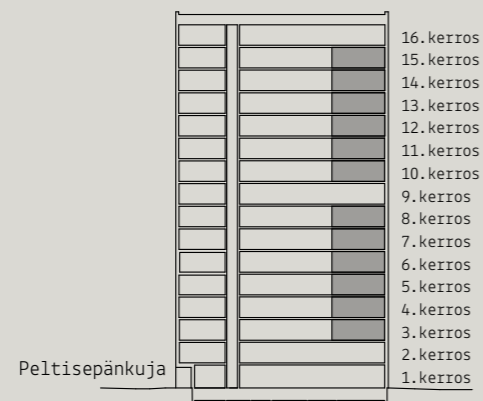 16.kerros
15.kerros
14.kerros
13.kerros
12.kerros
11.kerros
10.kerros
9.kerros
8.kerros
7.kerros
6.kerros
5.kerros
4.kerros
3.kerros
2.kerros
Peltisepänkuja
1.kerros